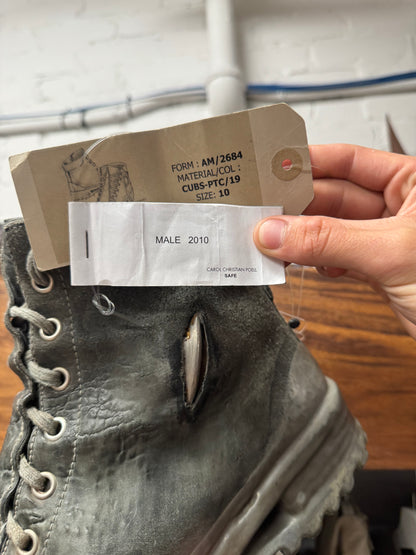 FORM : AM/2684
MATERIAL/COL :
CUBS-PTC/19
SIZE: 10
MALE 2010
CAROL CHRISTIAN POELL
SAFE